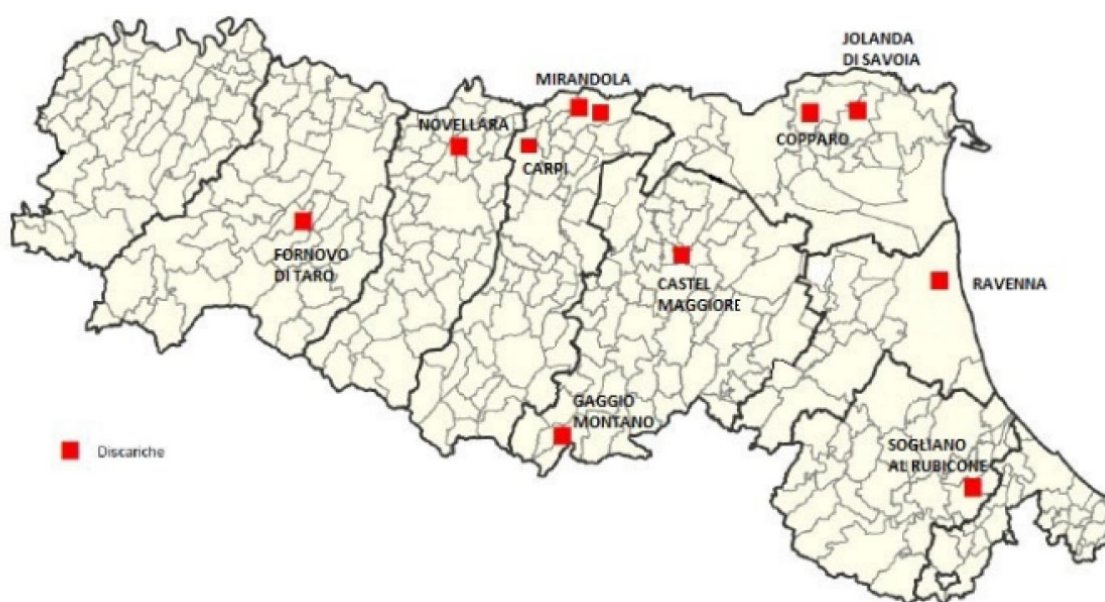 JOLANDA
DI SAVOIA
MIRANDOLA
NOVELLARA
COPPARO
CARPI
FORNOVO
DI TARO
CASTEL
MAGGIORE
RAVENNA
GAGGIO
MONTANO
SOGLIANO
AL RUBICONE
Discariche